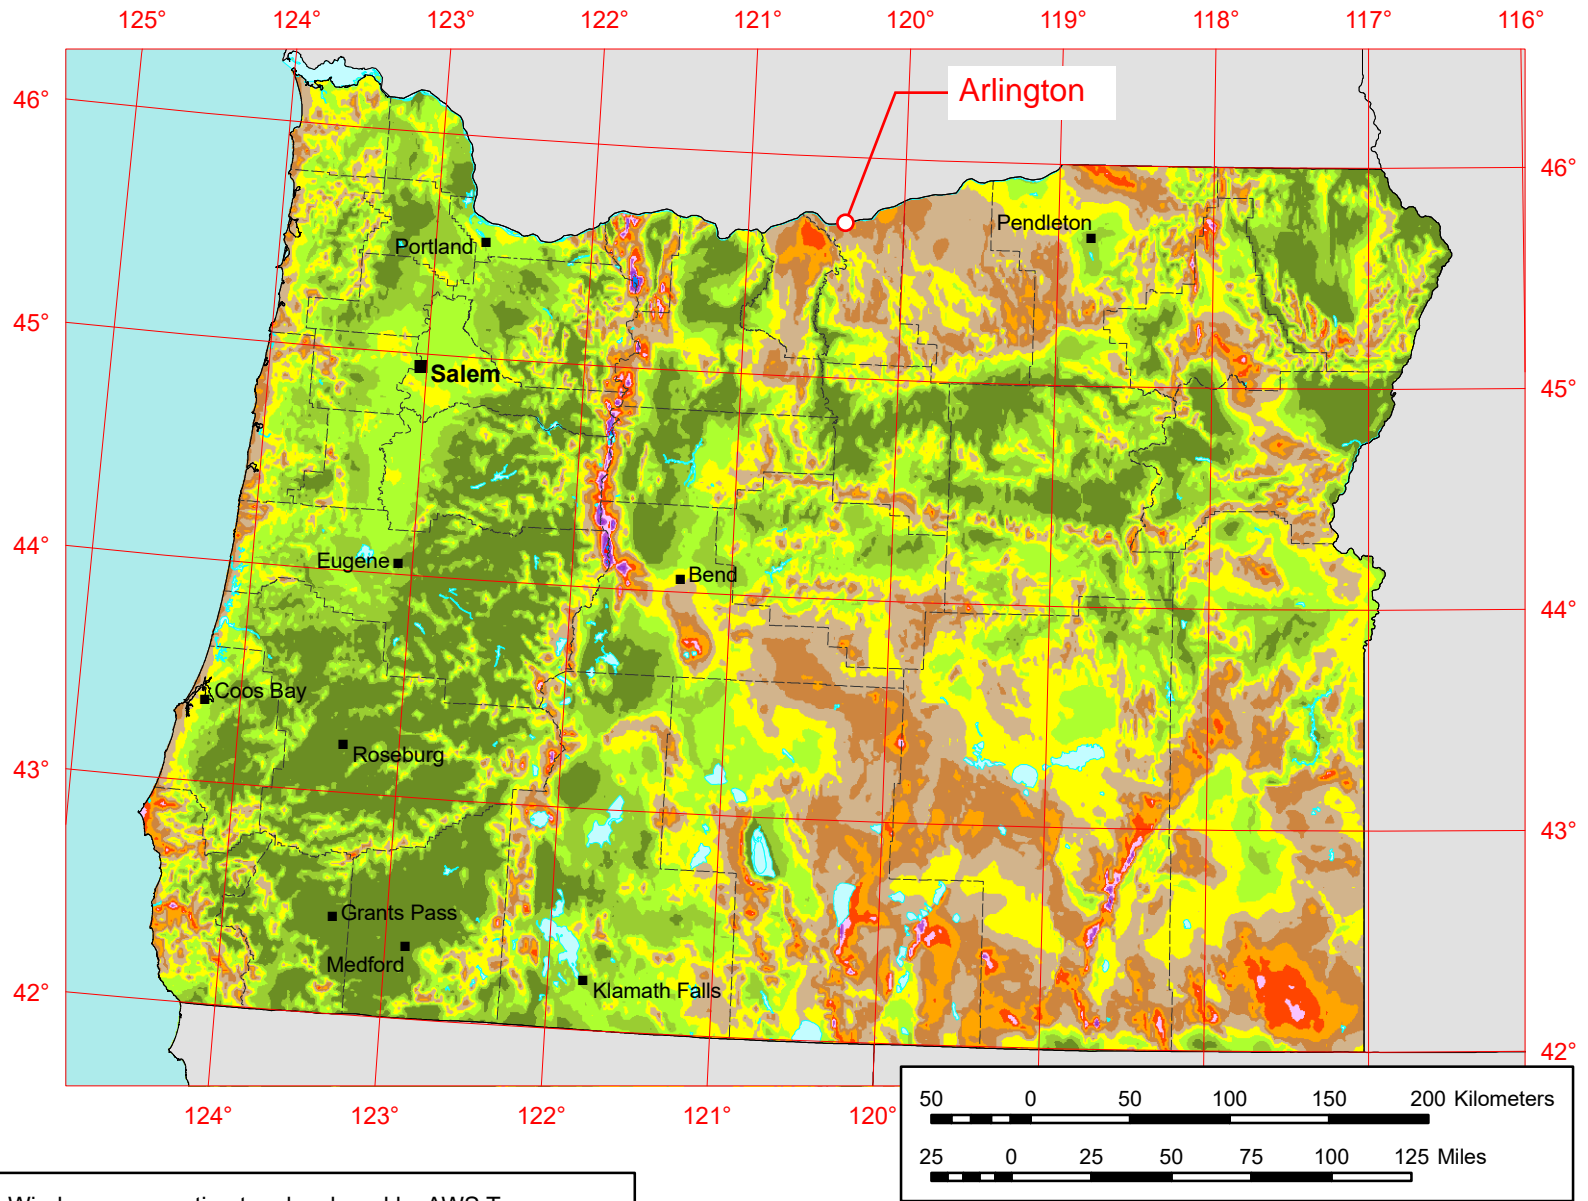 125° 124° 123° 122° 121° 120° 119° 118° 117° 116°
Arlington
46°
46°
Pendleton
Portland
45°
Salem
45°
44°
Eugene
Bend
44°
Coos Bay
Roseburg
43°
43°
Grants Pass
Medford
42°
Klamath Falls
42°
124° 123° 122° 121° 120°
50 0 50 100 150 200 Kilometers
25 0 25 50 75 100 125 Miles